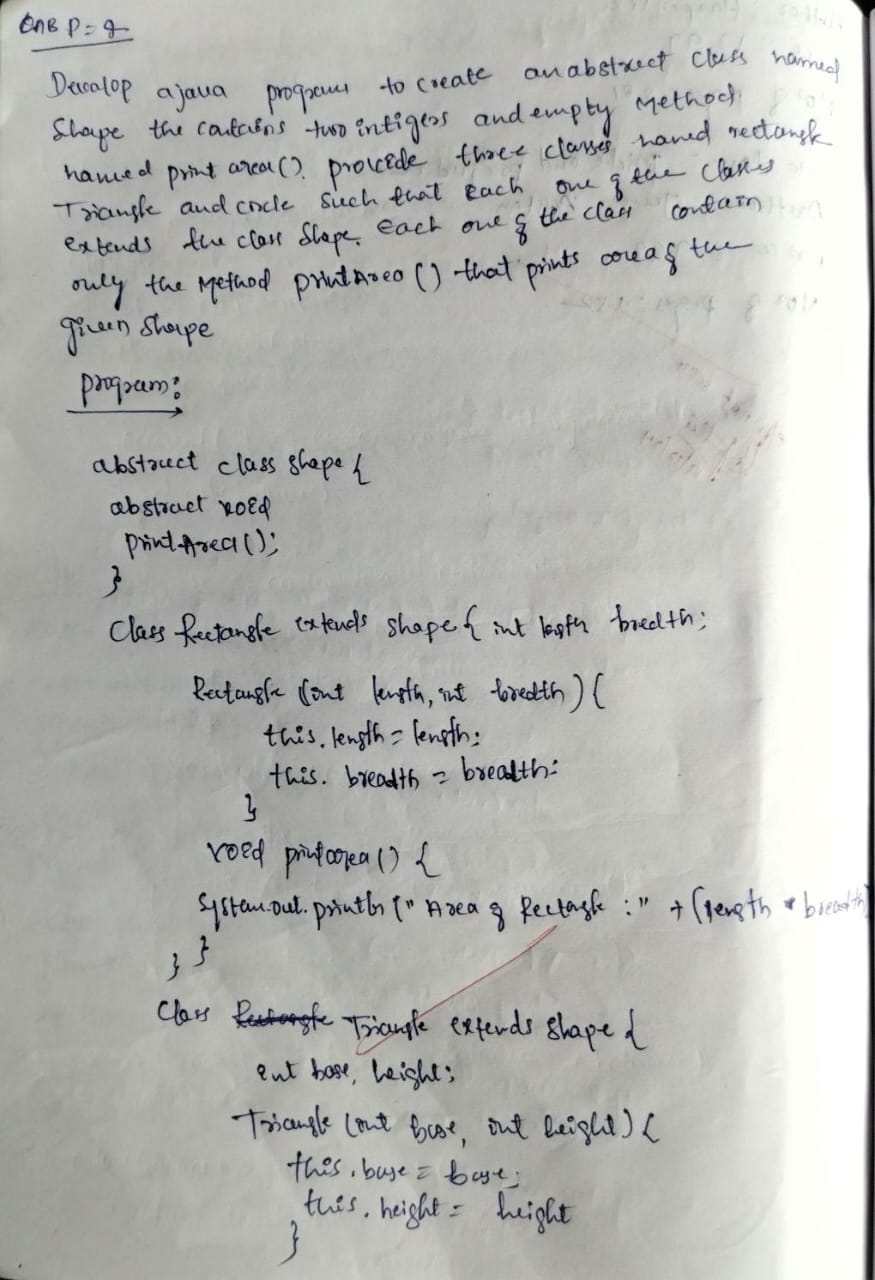 LAB P=9
Devalop a java program to create an abstract class named
Shape the contains two intigers and empty Method
named print area(). provide three classes named rectangle
Triangle and circle such that each one of the classes
extends the class Shape. Each one of the class contain
only the Method printArea() that prints area of the
given Shape
program:
abstract class shape {
abstract void
printArea();
}
Class Rectangle extends shape { int length breadth;
Rectangle (int length, int bredth) {
this.length = length;
this. breadth = breadth;
}
void printarea() {
System.out.println (" Area of Rectangle :" + (length * breadth
} }
Class Triangle extends shape {
int base, height;
Triangle (int base, int height) {
this.base = base;
this.height = height
}